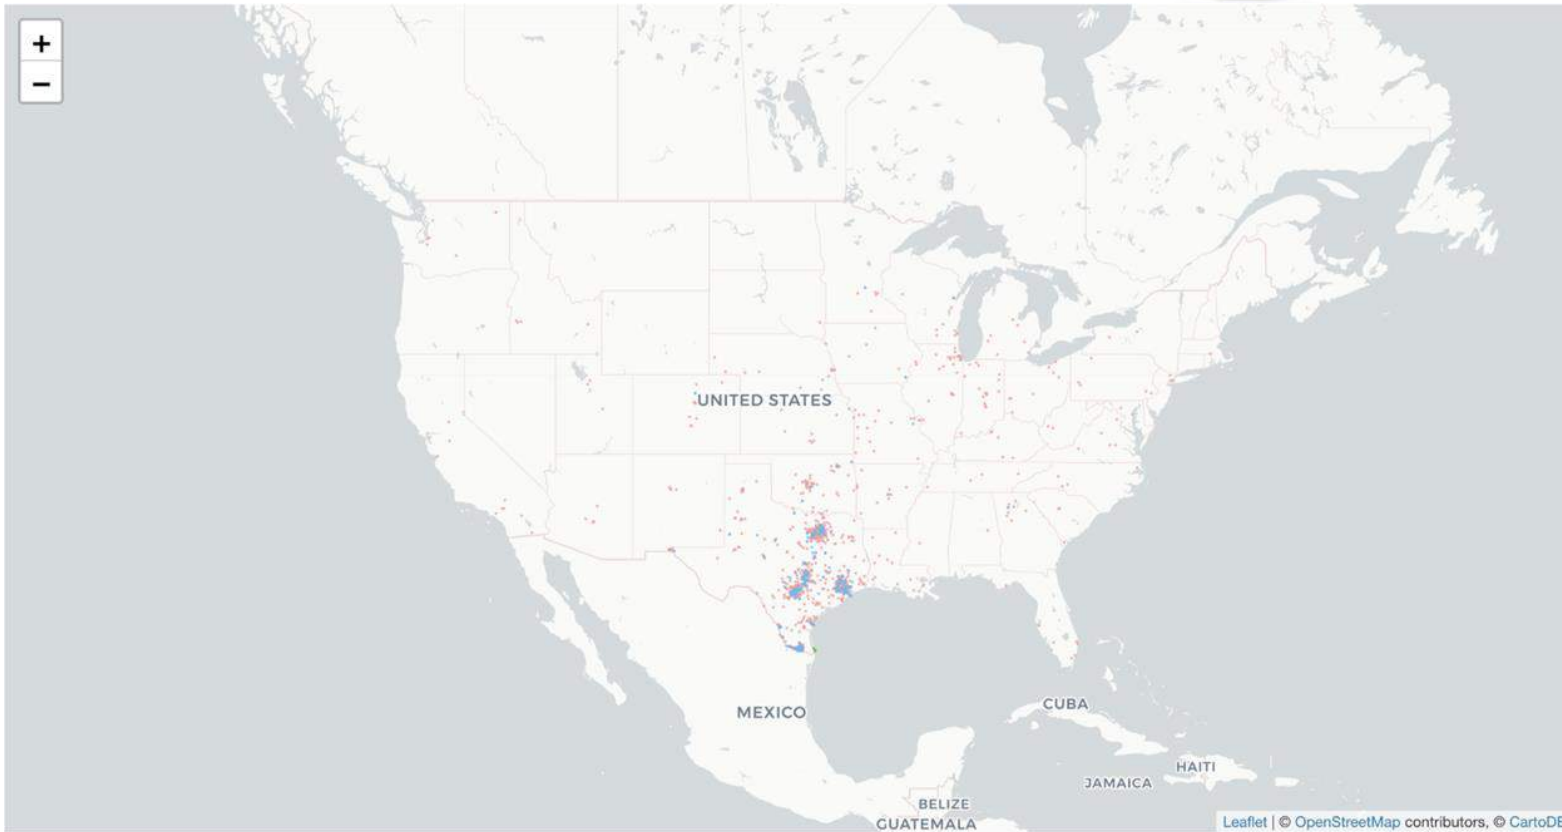 +
−
UNITED STATES
MEXICO
CUBA
HAITI
JAMAICA
BELIZE
GUATEMALA
Leaflet | © OpenStreetMap contributors, © CartoDB